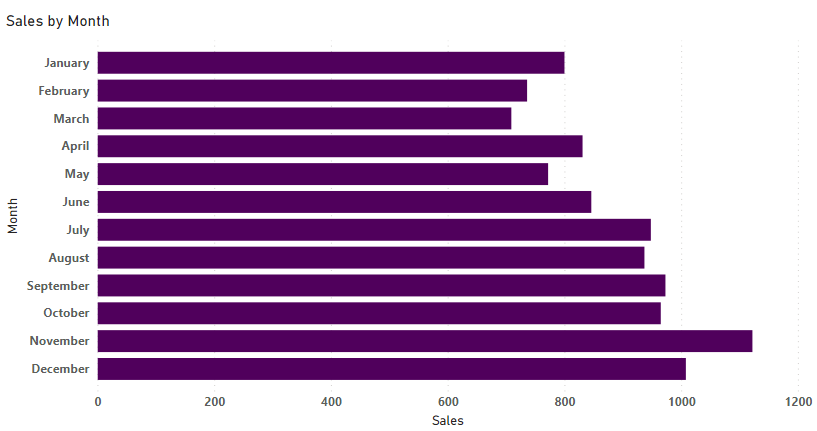 Sales by Month
Month
January
February
March
April
May
June
July
August
September
October
November
December
0 200 400 600 800 1000 1200
Sales